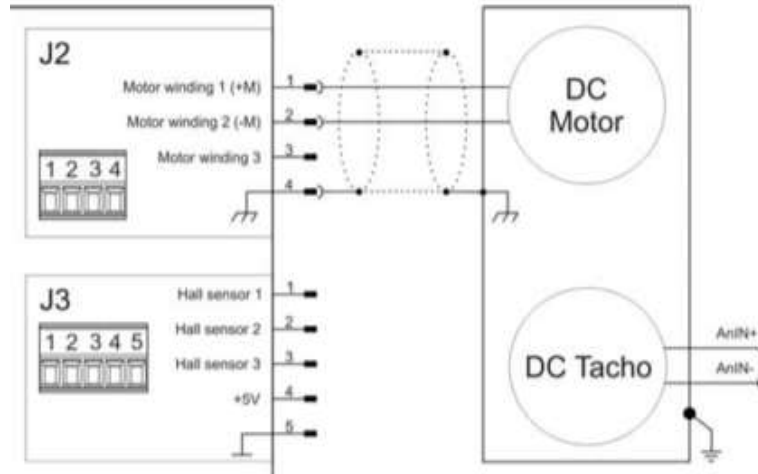 J2
Motor winding 1 (+M) 1
Motor winding 2 (-M) 2
Motor winding 3 3
4
1 2 3 4
DC
Motor
J3
Hall sensor 1 1
Hall sensor 2 2
Hall sensor 3 3
+5V 4
5
1 2 3 4 5
DC Tacho
AnIN+
AnIN-